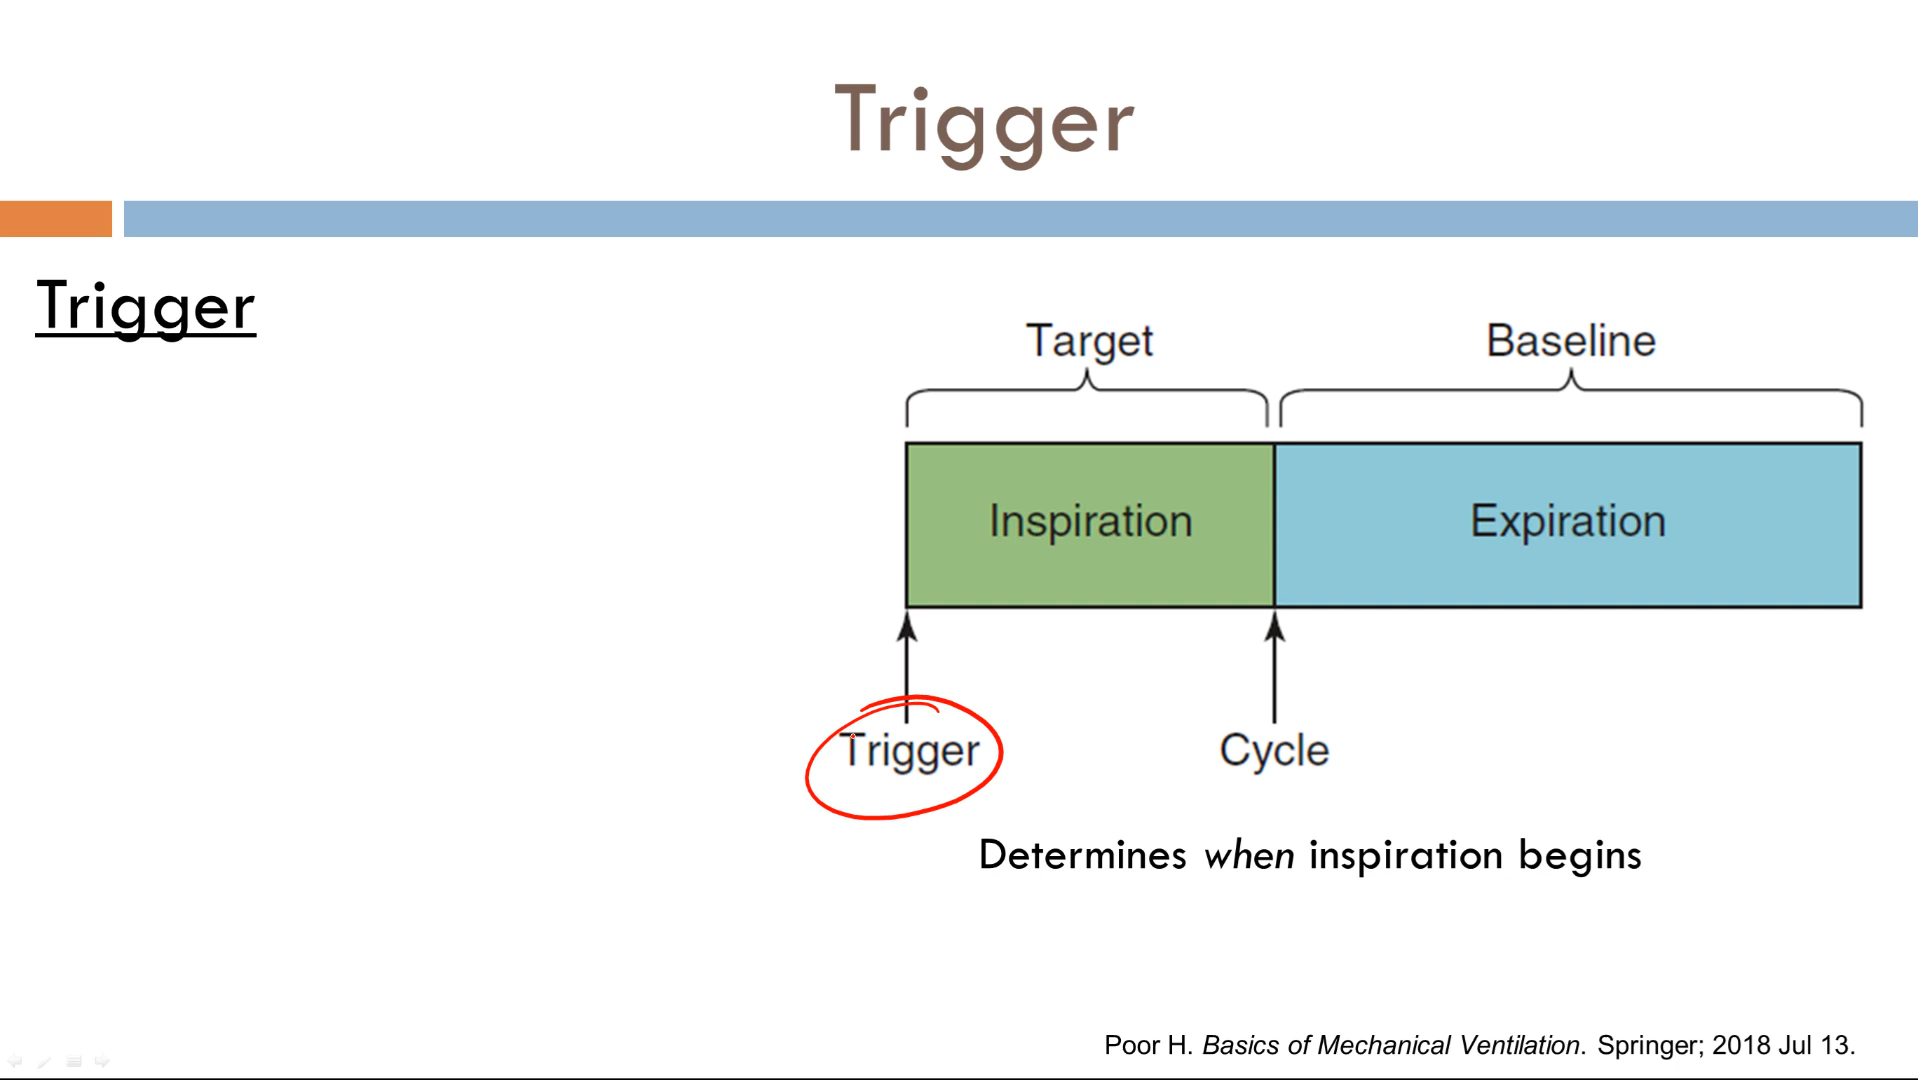 Trigger
Trigger
Target
Baseline
Inspiration
Expiration
Trigger
Cycle
Determines when inspiration begins
Poor H. Basics of Mechanical Ventilation. Springer; 2018 Jul 13.